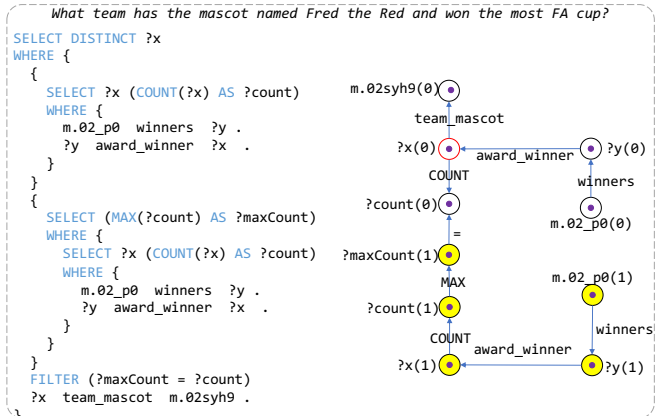 What team has the mascot named Fred the Red and won the most FA cup?
SELECT DISTINCT ?x
WHERE {
{
SELECT ?x (COUNT(?x) AS ?count)
WHERE {
m.02_p0 winners ?y .
?y award_winner ?x .
}
}
{
SELECT (MAX(?count) AS ?maxCount)
WHERE {
SELECT ?x (COUNT(?x) AS ?count)
WHERE {
m.02_p0 winners ?y .
?y award_winner ?x .
}
}
}
FILTER (?maxCount = ?count)
?x team_mascot m.02syh9 .
}
m.02syh9(0)
team_mascot
?x(0)
award_winner
?y(0)
COUNT
winners
?count(0)
m.02_p0(0)
=
?maxCount(1)
m.02_p0(1)
MAX
?count(1)
winners
COUNT
award_winner
?x(1)
?y(1)